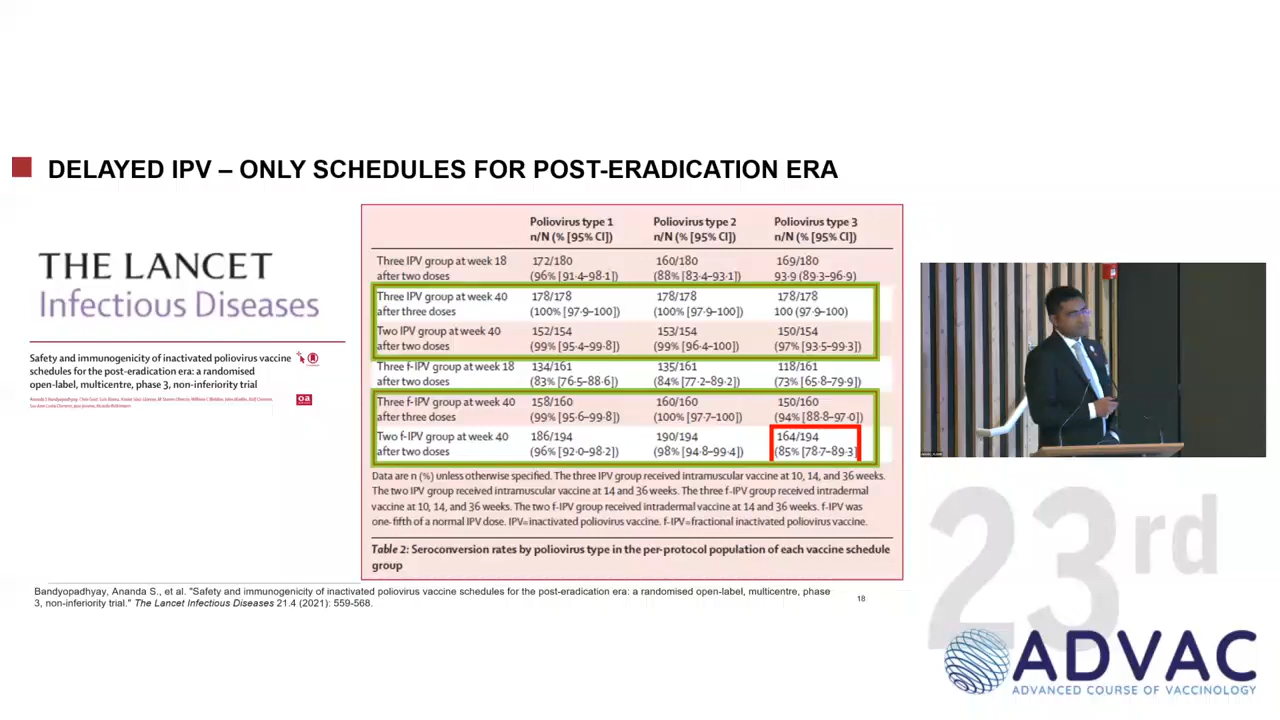 DELAYED IPV – ONLY SCHEDULES FOR POST-ERADICATION ERA
THE LANCET
Infectious Diseases
Safety and immunogenicity of inactivated poliovirus vaccine
schedules for the post-eradication era: a randomised
open-label, multicentre, phase 3, non-inferiority trial
oa
Poliovirus type 1 Poliovirus type 2 Poliovirus type 3
n/N (% [95% CI]) n/N (% [95% CI]) n/N (% [95% CI])
Three IPV group at week 18 172/180 160/180 169/180
after two doses (96% [91·4–98·1]) (88% [83·4–93·1]) 93·9 (89·3–96·9)
Three IPV group at week 40 178/178 178/178 178/178
after three doses (100% [97·9–100]) (100% [97·9–100]) 100 (97·9–100)
Two IPV group at week 40 152/154 153/154 150/154
after two doses (99% [95·4–99·8]) (99% [96·4–100]) (97% [93·5–99·3])
Three f-IPV group at week 18 134/161 135/161 118/161
after two doses (83% [76·5–88·6]) (84% [77·2–89·2]) (73% [65·8–79·9])
Three f-IPV group at week 40 158/160 160/160 150/160
after three doses (99% [95·6–99·8]) (100% [97·7–100]) (94% [88·8–97·0])
Two f-IPV group at week 40 186/194 190/194 164/194
after two doses (96% [92·0–98·2]) (98% [94·8–99·4]) (85% [78·7–89·3]
Data are n (%) unless otherwise specified. The three IPV group received intramuscular vaccine at 10, 14, and 36 weeks.
The two IPV group received intramuscular vaccine at 14 and 36 weeks. The three f-IPV group received intradermal
vaccine at 10, 14, and 36 weeks. The two f-IPV group received intradermal vaccine at 14 and 36 weeks. f-IPV was
one-fifth of a normal IPV dose. IPV=inactivated poliovirus vaccine. f-IPV=fractional inactivated poliovirus vaccine.
Table 2: Seroconversion rates by poliovirus type in the per-protocol population of each vaccine schedule
group
Bandyopadhyay, Ananda S., et al. "Safety and immunogenicity of inactivated poliovirus vaccine schedules for the post-eradication era: a randomised open-label, multicentre, phase
3, non-inferiority trial." The Lancet Infectious Diseases 21.4 (2021): 559-568.
18
23rd
ADVAC
ADVANCED COURSE OF VACCINOLOGY